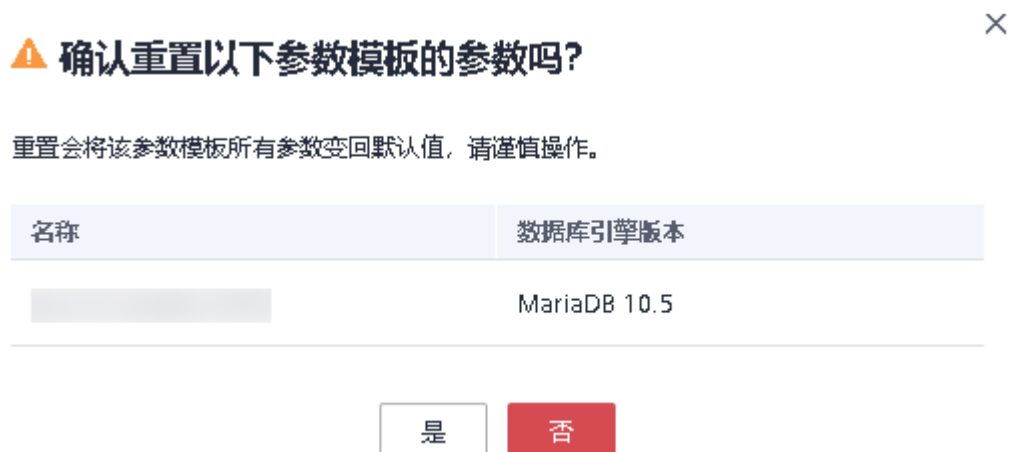 确认重置以下参数模板的参数吗?
重置会将该参数模板所有参数变回默认值，请谨慎操作。
名称 数据库引擎版本
MariaDB 10.5
是 否